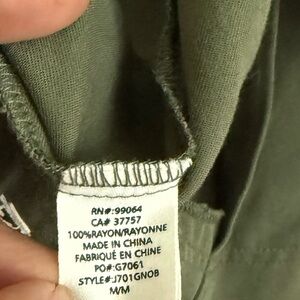 RN#:99064
CA# 37757
100%RAYON/RAYONNE
MADE IN CHINA
FABRIQUÉ EN CHINE
PO#:G7061
STYLE#:J701GNOB
M/M